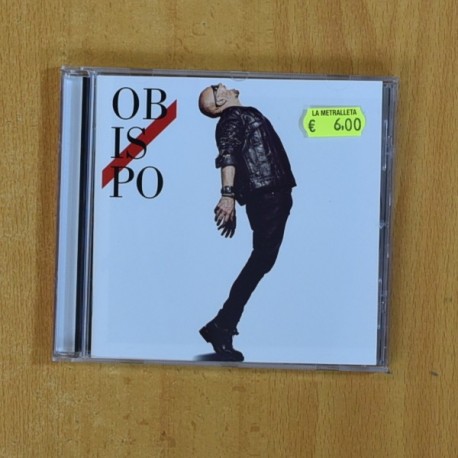 OB
IS
PO
LA METRALLETA
€ 6,00